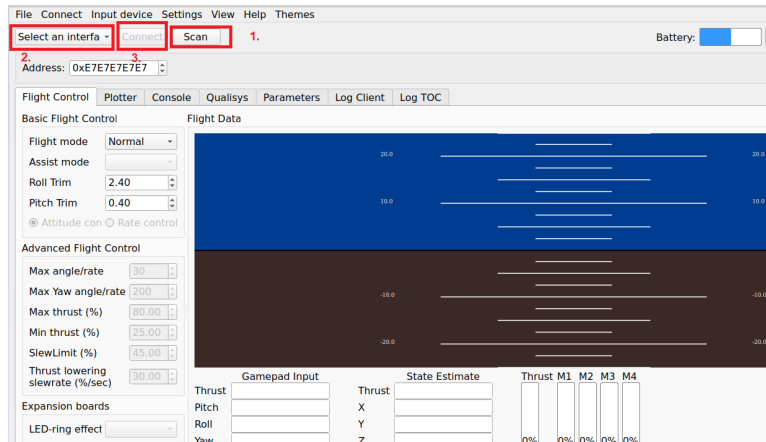 File Connect Input device Settings View Help Themes
Select an interfa Connect Scan 1. Battery:
2. 3.
Address: 0xE7E7E7E7E7
Flight Control Plotter Console Qualisys Parameters Log Client Log TOC
Basic Flight Control Flight Data
Flight mode Normal
Assist mode
Roll Trim 2.40
Pitch Trim 0.40
Attitude con Rate control
20.0 20.0
10.0 10.0
Advanced Flight Control
Max angle/rate 30
Max Yaw angle/rate 200
Max thrust (%) 80.00
Min thrust (%) 25.00
SlewLimit (%) 45.00
Thrust lowering
slewrate (%/sec) 30.00
-10.0 -10.0
-20.0 -20.0
Gamepad Input State Estimate Thrust M1 M2 M3 M4
Thrust Thrust
Pitch X
Roll Y
Yaw Z 0% 0% 0% 0% 0%
Expansion boards
LED-ring effect